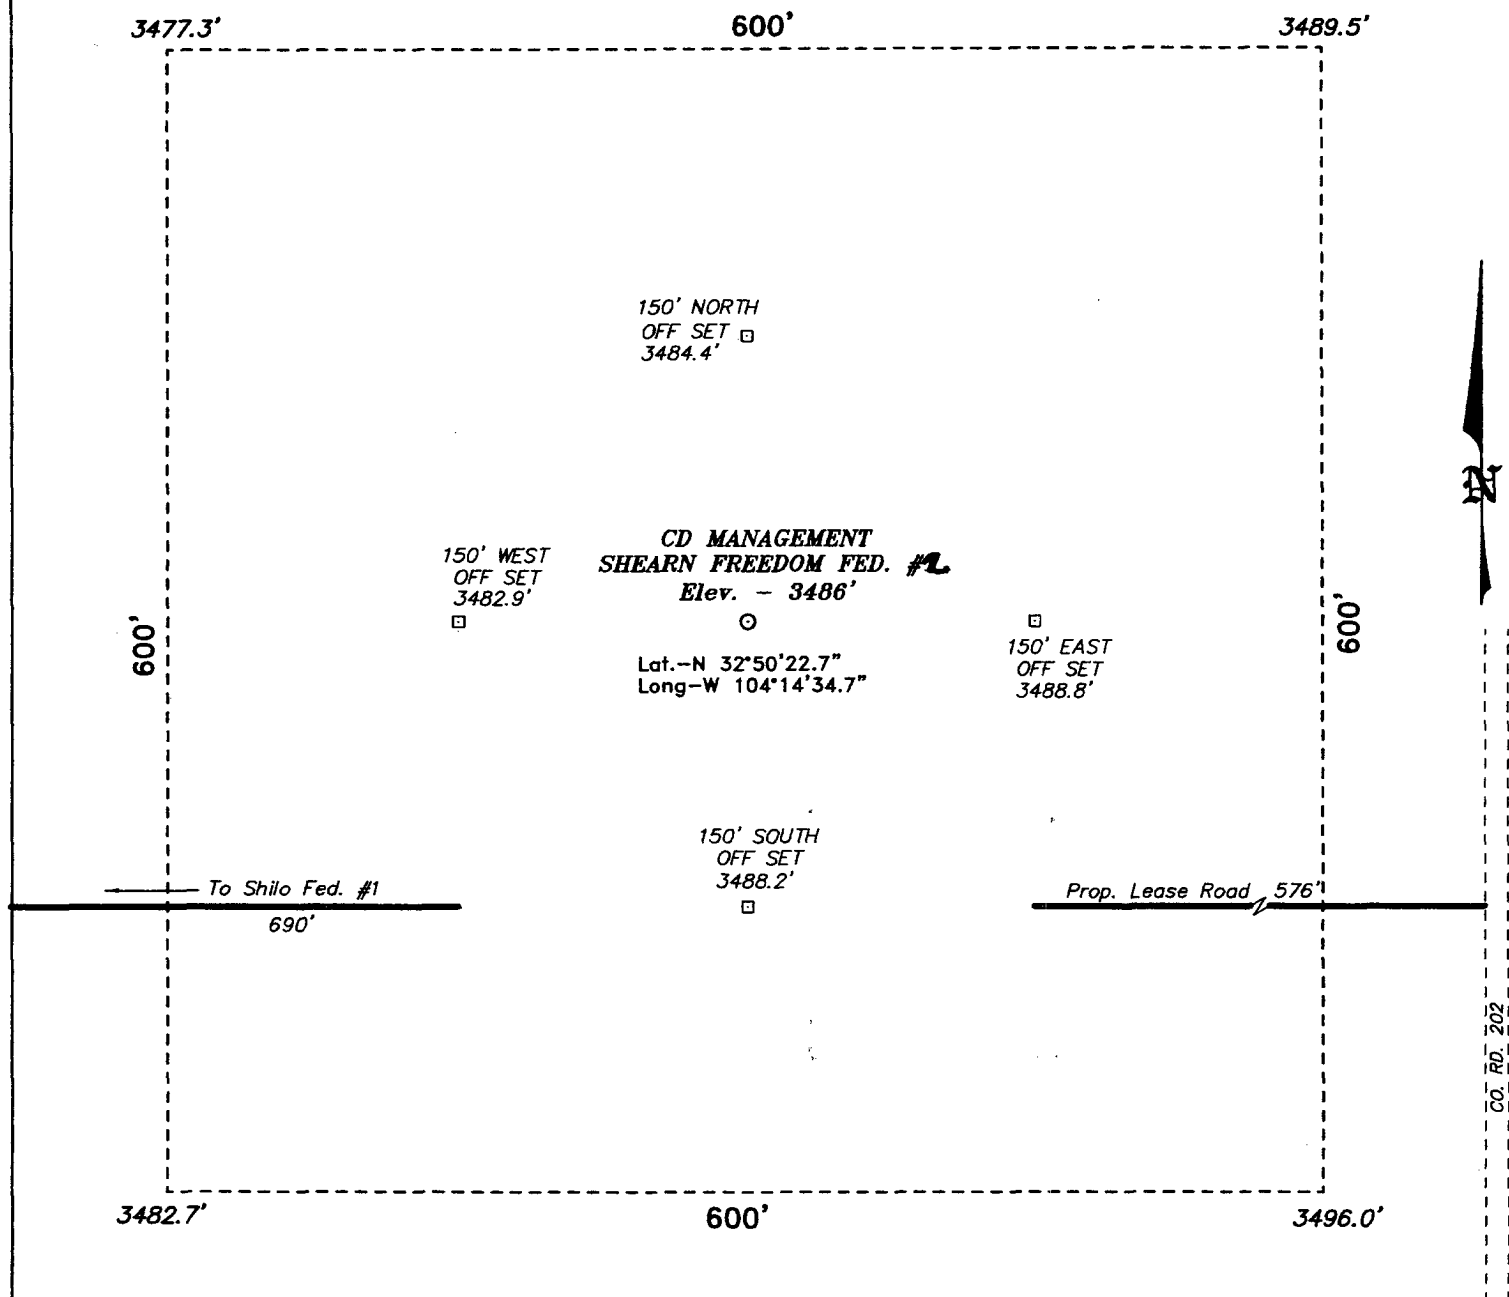 3477.3'
600'
3489.5'
150' NORTH
OFF SET
3484.4'
N
CD MANAGEMENT
SHEARN FREEDOM FED. #2
Elev. - 3486'
150' WEST
OFF SET
3482.9'
600'
600'
150' EAST
OFF SET
3488.8'
Lat.-N 32°50'22.7"
Long-W 104°14'34.7"
150' SOUTH
OFF SET
3488.2'
To Shilo Fed. #1
690'
Prop. Lease Road 576'
CO. RD. 202
3482.7'
600'
3496.0'